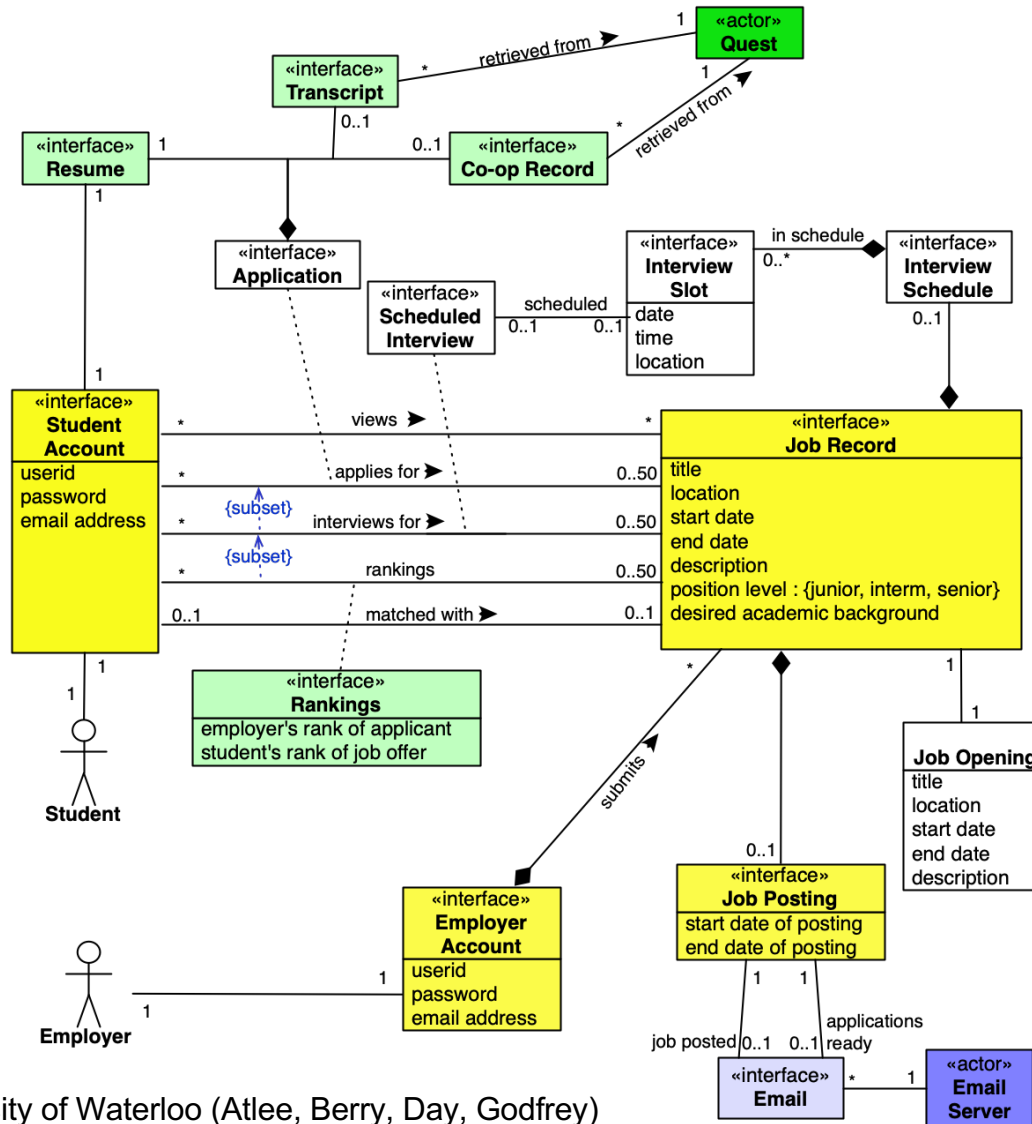 1
«actor»
Quest
retrieved from
*
«interface»
Transcript
0..1
1
retrieved from
*
«interface»
Resume
1
0..1
«interface»
Co-op Record
1
«interface»
Application
«interface»
Scheduled
Interview
scheduled
0..1
0..1
«interface»
Interview
Slot
date
time
location
in schedule
0..*
«interface»
Interview
Schedule
0..1
1
«interface»
Student
Account
userid
password
email address
*
views
*
*
applies for
0..50
{subset}
*
interviews for
0..50
{subset}
*
rankings
0..50
0..1
matched with
0..1
«interface»
Job Record
title
location
start date
end date
description
position level : {junior, interm, senior}
desired academic background
1
1
Student
«interface»
Rankings
employer's rank of applicant
student's rank of job offer
*
submits
1
1
Job Opening
title
location
start date
end date
description
0..1
«interface»
Job Posting
start date of posting
end date of posting
«interface»
Employer
Account
userid
password
email address
1
1
Employer
1
1
job posted
0..1
0..1
applications
ready
«interface»
Email
*
1
«actor»
Email
Server
ity of Waterloo (Atlee, Berry, Day, Godfrey)